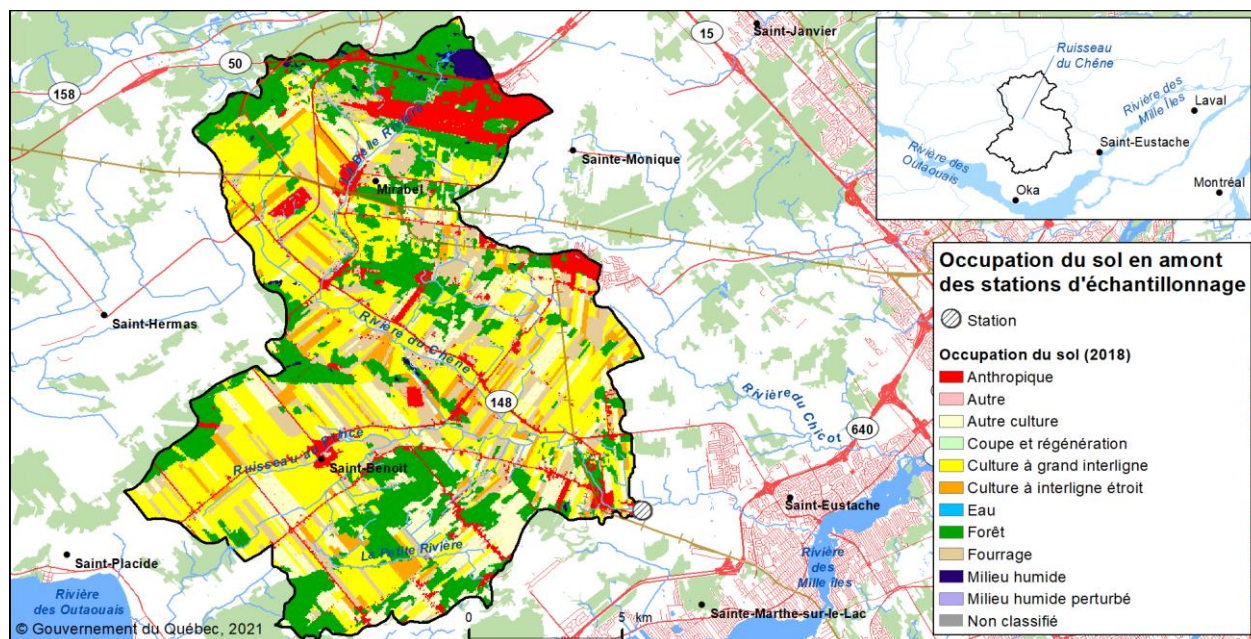 Saint-Janvier
15
50
158
La Belle Rivière
Sainte-Monique
Mirabel
Saint-Hermas
Rivière du Chêne
148
Rivière du Chicot
640
Ruisseau du Prince
Saint-Benoit
Saint-Eustache
La Petite Rivière
Saint-Placide
Rivière
des
Mille îles
Rivière
des Outaouais
Sainte-Marthe-sur-le-Lac
0
5
km
© Gouvernement du Québec, 2021
Ruisseau
du Chêne
Rivière des
Mille Îles
Laval
Saint-Eustache
Rivière des
Outaouais
Oka
Montréal
Occupation du sol en amont
des stations d'échantillonnage
Station
Occupation du sol (2018)
Anthropique
Autre
Autre culture
Coupe et régénération
Culture à grand interligne
Culture à interligne étroit
Eau
Forêt
Fourrage
Milieu humide
Milieu humide perturbé
Non classifié